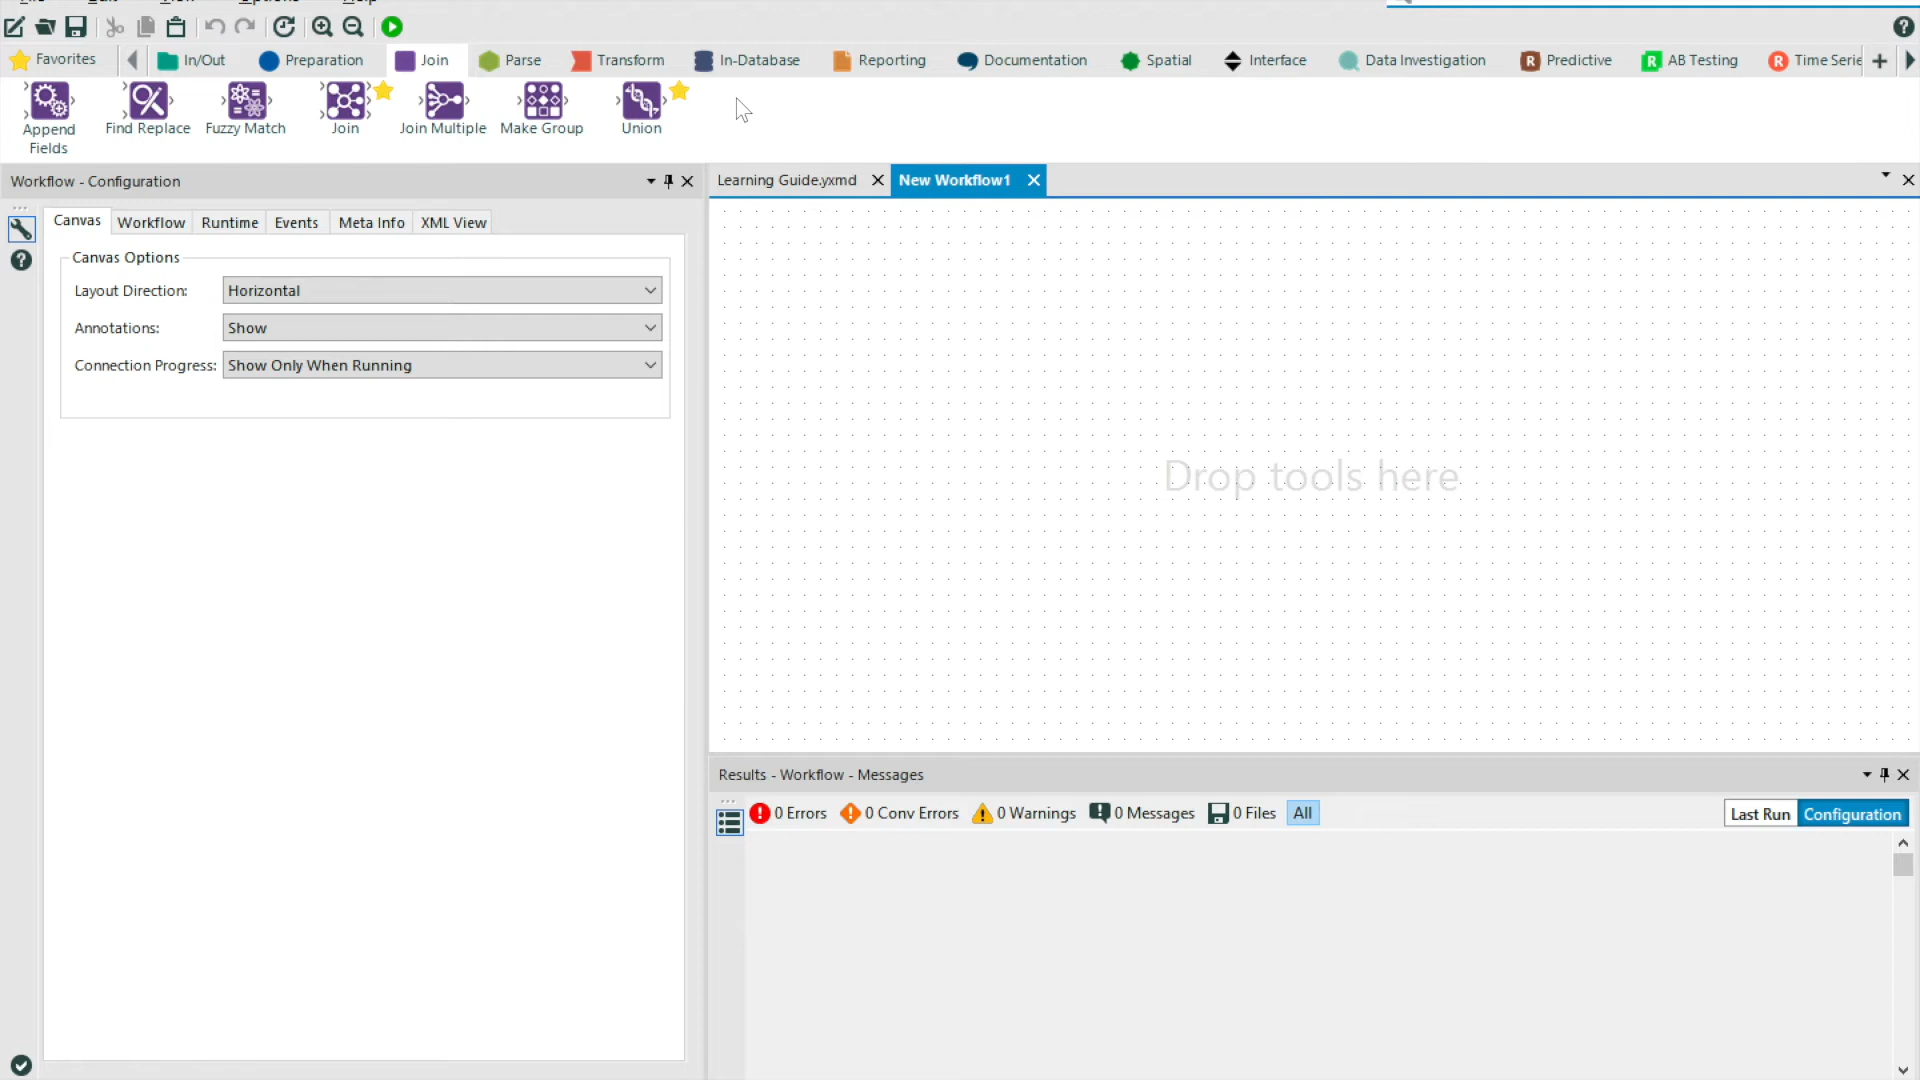 Options
Favorites
In/Out
Preparation
Join
Parse
Transform
In-Database
Reporting
Documentation
Spatial
Interface
Data Investigation
R Predictive
R AB Testing
R Time Serie
Append
Fields
Find Replace
Fuzzy Match
Join
Join Multiple
Make Group
Union
Workflow - Configuration
Learning Guide.yxmd
New Workflow1
Canvas
Workflow
Runtime
Events
Meta Info
XML View
Canvas Options
Layout Direction: Horizontal
Annotations: Show
Connection Progress: Show Only When Running
Drop tools here
Results - Workflow - Messages
0 Errors
0 Conv Errors
0 Warnings
0 Messages
0 Files
All
Last Run
Configuration